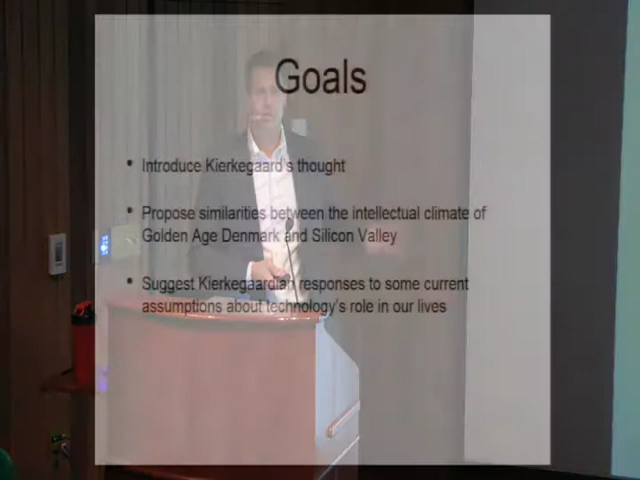 Goals
• Introduce Kierkegaard's thought
• Propose similarities between the intellectual climate of
Golden Age Denmark and Silicon Valley
• Suggest Kierkegaardian responses to some current
assumptions about technology's role in our lives